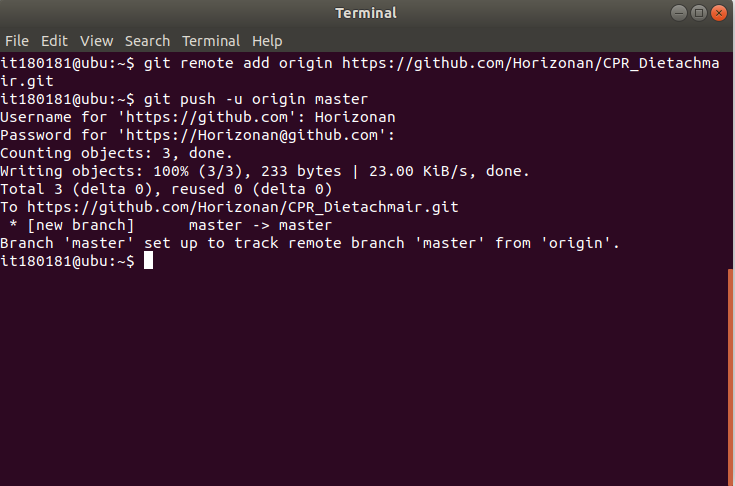 Terminal
File Edit View Search Terminal Help
it180181@ubu:~$ git remote add origin https://github.com/Horizonan/CPR_Dietachma
ir.git
it180181@ubu:~$ git push -u origin master
Username for 'https://github.com': Horizonan
Password for 'https://Horizonan@github.com':
Counting objects: 3, done.
Writing objects: 100% (3/3), 233 bytes | 23.00 KiB/s, done.
Total 3 (delta 0), reused 0 (delta 0)
To https://github.com/Horizonan/CPR_Dietachmair.git
 * [new branch]      master -> master
Branch 'master' set up to track remote branch 'master' from 'origin'.
it180181@ubu:~$